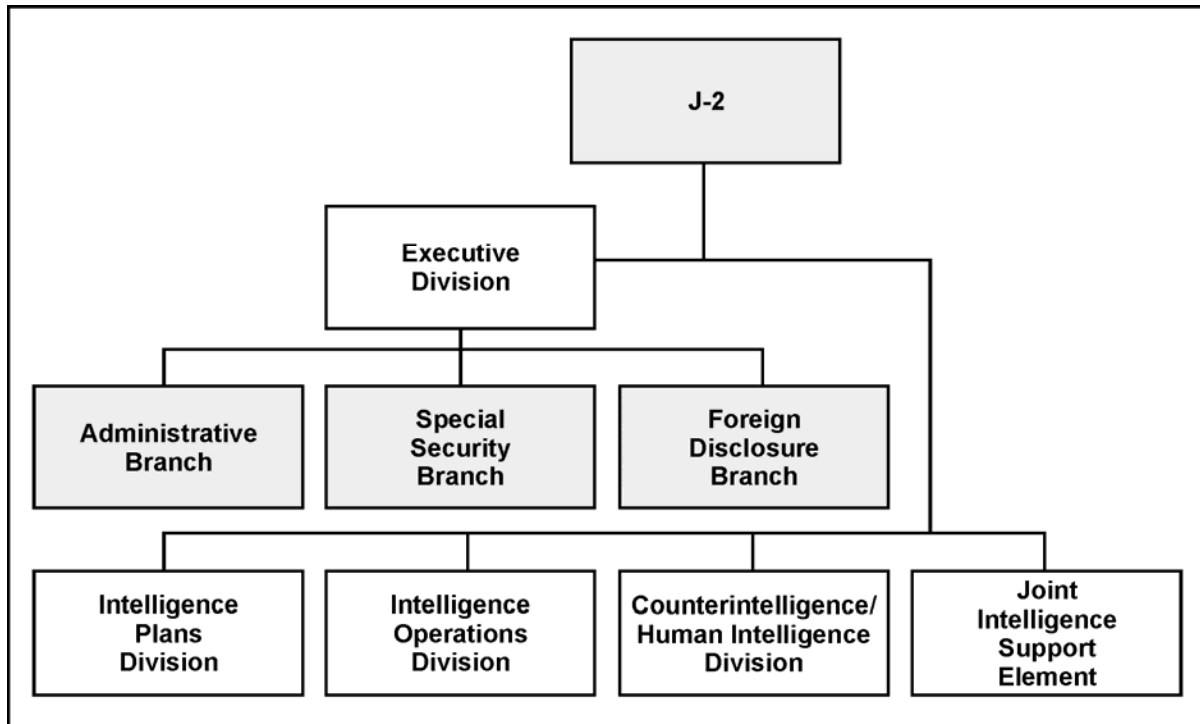 J-2
Executive
Division
Administrative
Branch
Special
Security
Branch
Foreign
Disclosure
Branch
Intelligence
Plans
Division
Intelligence
Operations
Division
Counterintelligence/
Human Intelligence
Division
Joint
Intelligence
Support
Element